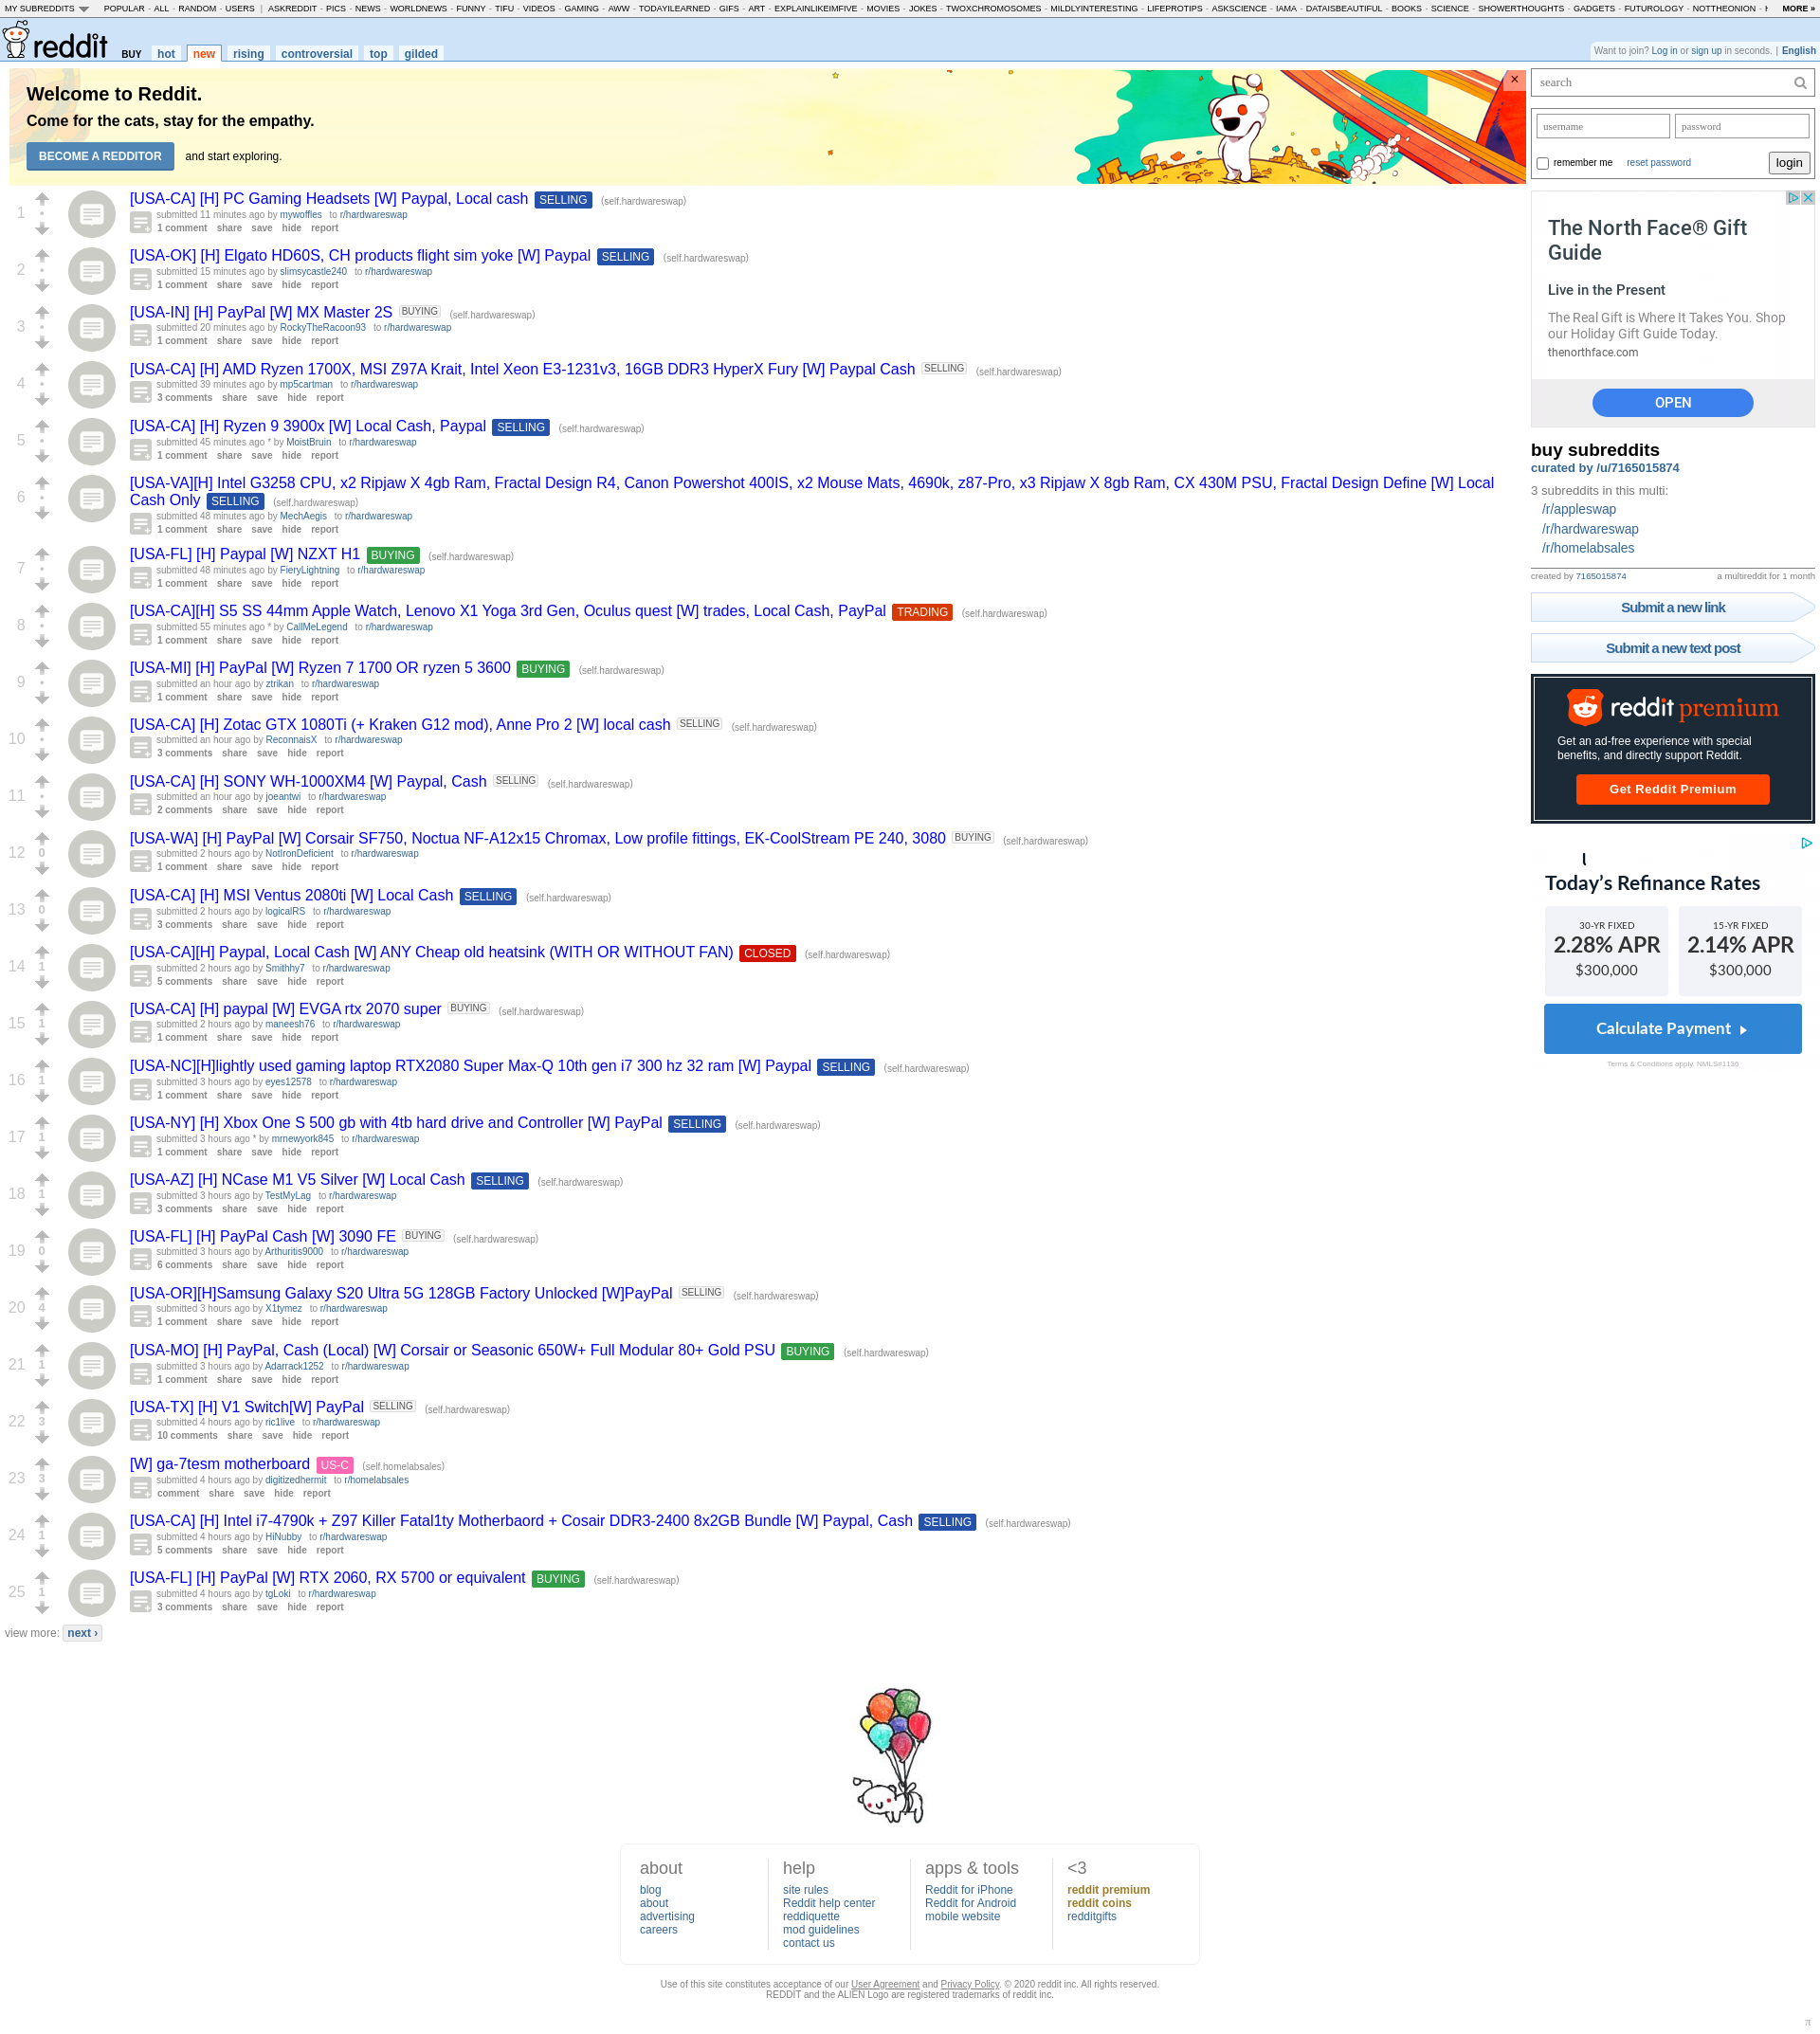 MY SUBREDDITS POPULAR - ALL - RANDOM - USERS | ASKREDDIT - PICS - NEWS - WORLDNEWS - FUNNY - TIFU - VIDEOS - GAMING - AWW - TODAYILEARNED - GIFS - ART - EXPLAINLIKEIMFIVE - MOVIES - JOKES - TWOXCHROMOSOMES - MILDLYINTERESTING - LIFEPROTIPS - ASKSCIENCE - IAMA - DATAISBEAUTIFUL - BOOKS - SCIENCE - SHOWERTHOUGHTS - GADGETS - FUTUROLOGY - NOTTHEONION - MORE »
reddit BUY hot new rising controversial top gilded
Want to join? Log in or sign up in seconds. | English
Welcome to Reddit.
Come for the cats, stay for the empathy.
BECOME A REDDITOR and start exploring.
×
1
[USA-CA] [H] PC Gaming Headsets [W] Paypal, Local cash SELLING (self.hardwareswap)
submitted 11 minutes ago by mywoffles to r/hardwareswap
1 comment share save hide report
2
[USA-OK] [H] Elgato HD60S, CH products flight sim yoke [W] Paypal SELLING (self.hardwareswap)
submitted 15 minutes ago by slimsycastle240 to r/hardwareswap
1 comment share save hide report
3
[USA-IN] [H] PayPal [W] MX Master 2S BUYING (self.hardwareswap)
submitted 20 minutes ago by RockyTheRacoon93 to r/hardwareswap
1 comment share save hide report
4
[USA-CA] [H] AMD Ryzen 1700X, MSI Z97A Krait, Intel Xeon E3-1231v3, 16GB DDR3 HyperX Fury [W] Paypal Cash SELLING (self.hardwareswap)
submitted 39 minutes ago by mp5cartman to r/hardwareswap
3 comments share save hide report
5
[USA-CA] [H] Ryzen 9 3900x [W] Local Cash, Paypal SELLING (self.hardwareswap)
submitted 45 minutes ago * by MoistBruin to r/hardwareswap
1 comment share save hide report
6
[USA-VA][H] Intel G3258 CPU, x2 Ripjaw X 4gb Ram, Fractal Design R4, Canon Powershot 400IS, x2 Mouse Mats, 4690k, z87-Pro, x3 Ripjaw X 8gb Ram, CX 430M PSU, Fractal Design Define [W] Local
Cash Only SELLING (self.hardwareswap)
submitted 48 minutes ago by MechAegis to r/hardwareswap
1 comment share save hide report
7
[USA-FL] [H] Paypal [W] NZXT H1 BUYING (self.hardwareswap)
submitted 48 minutes ago by FieryLightning to r/hardwareswap
1 comment share save hide report
8
[USA-CA][H] S5 SS 44mm Apple Watch, Lenovo X1 Yoga 3rd Gen, Oculus quest [W] trades, Local Cash, PayPal TRADING (self.hardwareswap)
submitted 55 minutes ago * by CallMeLegend to r/hardwareswap
1 comment share save hide report
9
[USA-MI] [H] PayPal [W] Ryzen 7 1700 OR ryzen 5 3600 BUYING (self.hardwareswap)
submitted an hour ago by ztrikan to r/hardwareswap
1 comment share save hide report
10
[USA-CA] [H] Zotac GTX 1080Ti (+ Kraken G12 mod), Anne Pro 2 [W] local cash SELLING (self.hardwareswap)
submitted an hour ago by ReconnaisX to r/hardwareswap
3 comments share save hide report
11
[USA-CA] [H] SONY WH-1000XM4 [W] Paypal, Cash SELLING (self.hardwareswap)
submitted an hour ago by joeantwi to r/hardwareswap
2 comments share save hide report
12 0
[USA-WA] [H] PayPal [W] Corsair SF750, Noctua NF-A12x15 Chromax, Low profile fittings, EK-CoolStream PE 240, 3080 BUYING (self.hardwareswap)
submitted 2 hours ago by NotIronDeficient to r/hardwareswap
1 comment share save hide report
13 0
[USA-CA] [H] MSI Ventus 2080ti [W] Local Cash SELLING (self.hardwareswap)
submitted 2 hours ago by logicalRS to r/hardwareswap
3 comments share save hide report
14 1
[USA-CA][H] Paypal, Local Cash [W] ANY Cheap old heatsink (WITH OR WITHOUT FAN) CLOSED (self.hardwareswap)
submitted 2 hours ago by Smithhy7 to r/hardwareswap
5 comments share save hide report
15 1
[USA-CA] [H] paypal [W] EVGA rtx 2070 super BUYING (self.hardwareswap)
submitted 2 hours ago by maneesh76 to r/hardwareswap
1 comment share save hide report
16 1
[USA-NC][H]lightly used gaming laptop RTX2080 Super Max-Q 10th gen i7 300 hz 32 ram [W] Paypal SELLING (self.hardwareswap)
submitted 3 hours ago by eyes12578 to r/hardwareswap
1 comment share save hide report
17 1
[USA-NY] [H] Xbox One S 500 gb with 4tb hard drive and Controller [W] PayPal SELLING (self.hardwareswap)
submitted 3 hours ago * by mrnewyork845 to r/hardwareswap
1 comment share save hide report
18 1
[USA-AZ] [H] NCase M1 V5 Silver [W] Local Cash SELLING (self.hardwareswap)
submitted 3 hours ago by TestMyLag to r/hardwareswap
3 comments share save hide report
19 0
[USA-FL] [H] PayPal Cash [W] 3090 FE BUYING (self.hardwareswap)
submitted 3 hours ago by Arthuritis9000 to r/hardwareswap
6 comments share save hide report
20 4
[USA-OR][H]Samsung Galaxy S20 Ultra 5G 128GB Factory Unlocked [W]PayPal SELLING (self.hardwareswap)
submitted 3 hours ago by X1tymez to r/hardwareswap
1 comment share save hide report
21 1
[USA-MO] [H] PayPal, Cash (Local) [W] Corsair or Seasonic 650W+ Full Modular 80+ Gold PSU BUYING (self.hardwareswap)
submitted 3 hours ago by Adarrack1252 to r/hardwareswap
1 comment share save hide report
22 3
[USA-TX] [H] V1 Switch[W] PayPal SELLING (self.hardwareswap)
submitted 4 hours ago by ric1live to r/hardwareswap
10 comments share save hide report
23 3
[W] ga-7tesm motherboard US-C (self.homelabsales)
submitted 4 hours ago by digitizedhermit to r/homelabsales
comment share save hide report
24 1
[USA-CA] [H] Intel i7-4790k + Z97 Killer Fatal1ty Motherbaord + Cosair DDR3-2400 8x2GB Bundle [W] Paypal, Cash SELLING (self.hardwareswap)
submitted 4 hours ago by HiNubby to r/hardwareswap
5 comments share save hide report
25 1
[USA-FL] [H] PayPal [W] RTX 2060, RX 5700 or equivalent BUYING (self.hardwareswap)
submitted 4 hours ago by tgLoki to r/hardwareswap
3 comments share save hide report
view more: next ›
search
username password
remember me reset password login
The North Face® Gift
Guide
Live in the Present
The Real Gift is Where It Takes You. Shop
our Holiday Gift Guide Today.
thenorthface.com
OPEN
buy subreddits
curated by /u/7165015874
3 subreddits in this multi:
/r/appleswap
/r/hardwareswap
/r/homelabsales
created by 7165015874 a multireddit for 1 month
Submit a new link
Submit a new text post
reddit premium
Get an ad-free experience with special
benefits, and directly support Reddit.
Get Reddit Premium
Today's Refinance Rates
30-YR FIXED 15-YR FIXED
2.28% APR 2.14% APR
$300,000 $300,000
Calculate Payment
Terms & Conditions apply. NMLS#1136
about
blog
about
advertising
careers
help
site rules
Reddit help center
reddiquette
mod guidelines
contact us
apps & tools
Reddit for iPhone
Reddit for Android
mobile website
<3
reddit premium
reddit coins
redditgifts
Use of this site constitutes acceptance of our User Agreement and Privacy Policy. © 2020 reddit inc. All rights reserved.
REDDIT and the ALIEN Logo are registered trademarks of reddit inc.
π